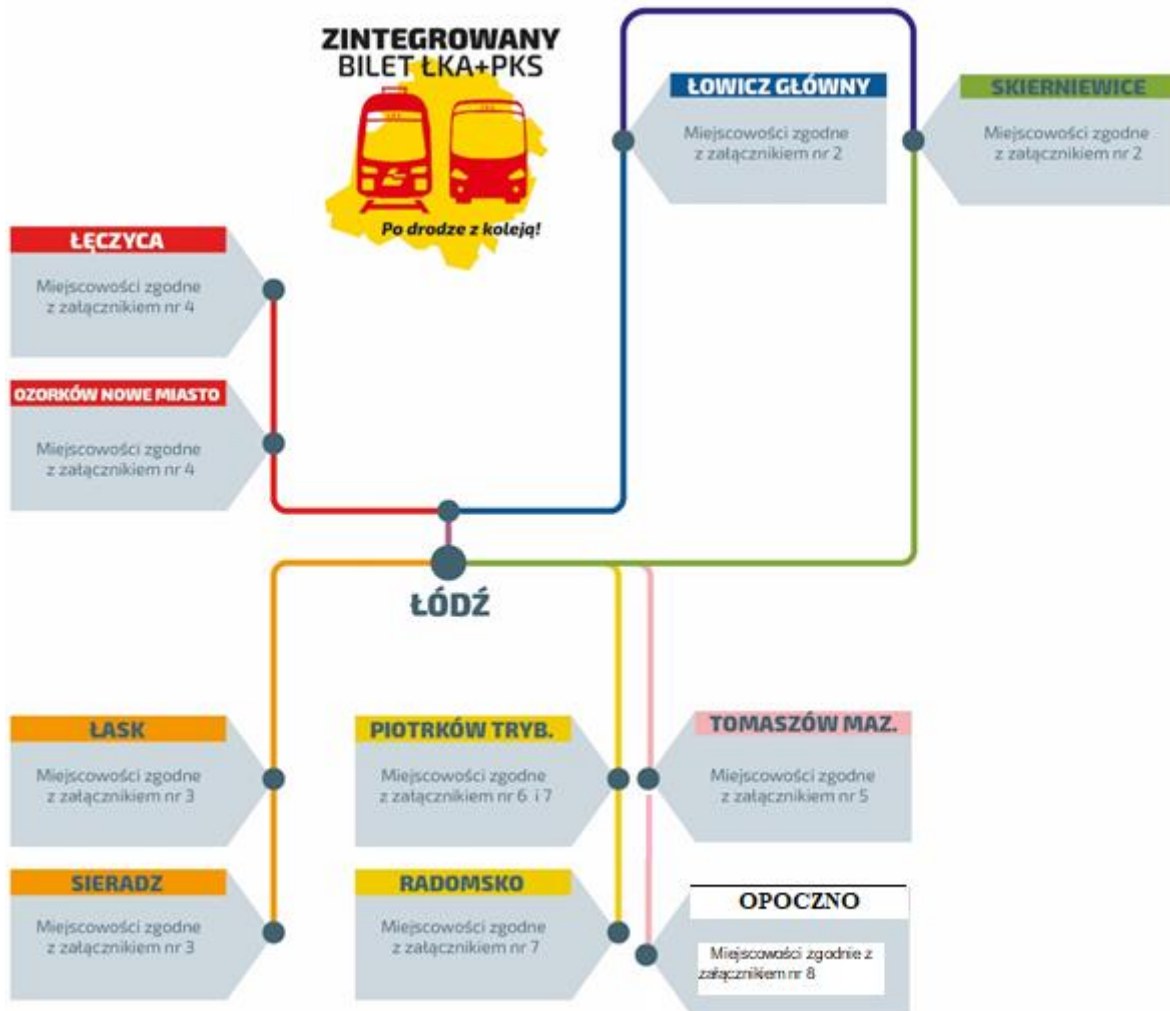 ZINTEGROWANY
BILET ŁKA+PKS
Po drodze z koleją!
ŁOWICZ GŁÓWNY
Miejscowości zgodne
z załącznikiem nr 2
SKIERNIEWICE
Miejscowości zgodne
z załącznikiem nr 2
ŁĘCZYCA
Miejscowości zgodne
z załącznikiem nr 4
OZORKÓW NOWE MIASTO
Miejscowości zgodne
z załącznikiem nr 4
ŁÓDŹ
ŁASK
Miejscowości zgodne
z załącznikiem nr 3
PIOTRKÓW TRYB.
Miejscowości zgodne
z załącznikiem nr 6 i 7
TOMASZÓW MAZ.
Miejscowości zgodne
z załącznikiem nr 5
SIERADZ
Miejscowości zgodne
z załącznikiem nr 3
RADOMSKO
Miejscowości zgodne
z załącznikiem nr 7
OPOCZNO
Miejscowości zgodnie z
załącznikiem nr 8